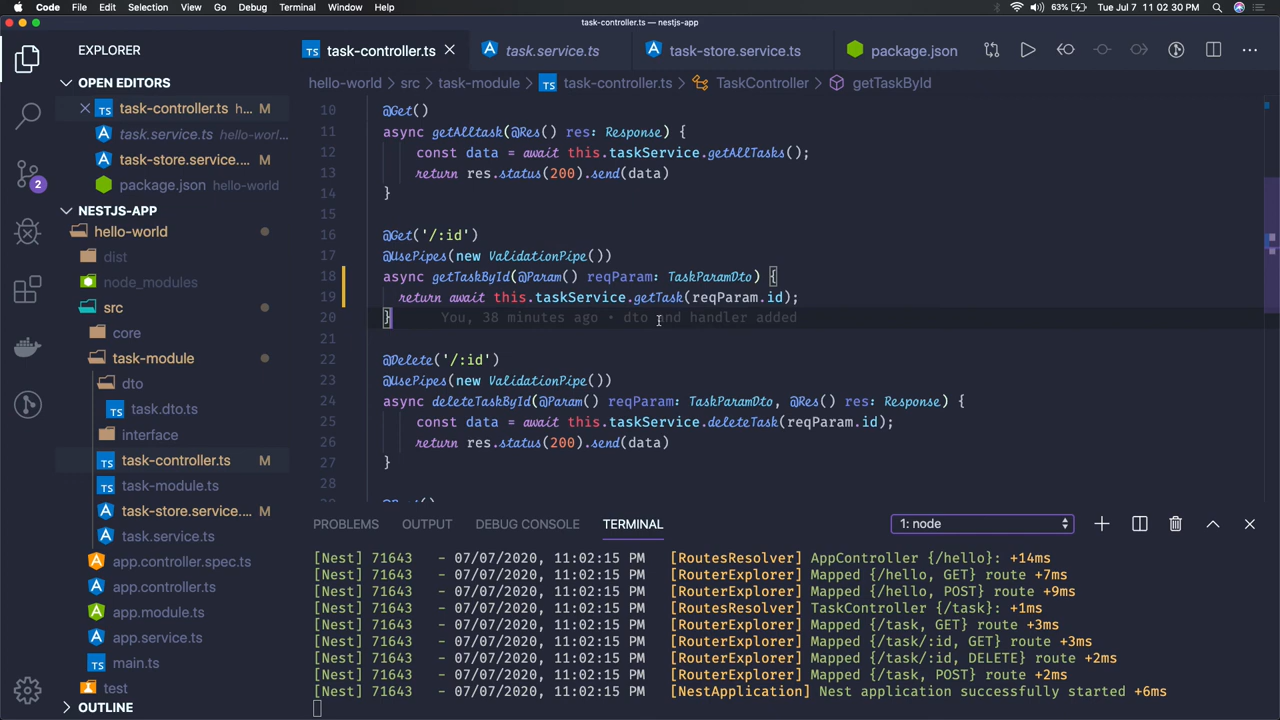 Code File Edit Selection View Go Debug Terminal Window Help 63% Tue Jul 7 11:02:30 PM
task-controller.ts — nestjs-app
EXPLORER
task-controller.ts task.service.ts task-store.service.ts package.json
OPEN EDITORS
hello-world src task-module task-controller.ts TaskController getTaskById
task-controller.ts h... M
task.service.ts hello-worl...
task-store.service.... M
package.json hello-world
2
NESTJS-APP
hello-world
dist
node_modules
src
core
task-module
dto
task.dto.ts
interface
task-controller.ts M
task-module.ts
task-store.service.... M
task.service.ts
app.controller.spec.ts
app.controller.ts
app.module.ts
app.service.ts
main.ts
test
OUTLINE
10 @Get()
11 async getAlltask(@Res() res: Response) {
12 const data = await this.taskService.getAllTasks();
13 return res.status(200).send(data)
14 }
15
16 @Get('/:id')
17 @UsePipes(new ValidationPipe())
18 async getTaskById(@Param() reqParam: TaskParamDto) {
19 return await this.taskService.getTask(reqParam.id);
20 } You, 38 minutes ago • dto and handler added
21
22 @Delete('/:id')
23 @UsePipes(new ValidationPipe())
24 async deleteTaskById(@Param() reqParam: TaskParamDto, @Res() res: Response) {
25 const data = await this.taskService.deleteTask(reqParam.id);
26 return res.status(200).send(data)
27 }
28
PROBLEMS OUTPUT DEBUG CONSOLE TERMINAL 1: node
[Nest] 71643 - 07/07/2020, 11:02:15 PM [RoutesResolver] AppController {/hello}: +14ms
[Nest] 71643 - 07/07/2020, 11:02:15 PM [RouterExplorer] Mapped {/hello, GET} route +7ms
[Nest] 71643 - 07/07/2020, 11:02:15 PM [RouterExplorer] Mapped {/hello, POST} route +9ms
[Nest] 71643 - 07/07/2020, 11:02:15 PM [RoutesResolver] TaskController {/task}: +1ms
[Nest] 71643 - 07/07/2020, 11:02:15 PM [RouterExplorer] Mapped {/task, GET} route +3ms
[Nest] 71643 - 07/07/2020, 11:02:15 PM [RouterExplorer] Mapped {/task/:id, GET} route +3ms
[Nest] 71643 - 07/07/2020, 11:02:15 PM [RouterExplorer] Mapped {/task/:id, DELETE} route +2ms
[Nest] 71643 - 07/07/2020, 11:02:15 PM [RouterExplorer] Mapped {/task, POST} route +2ms
[Nest] 71643 - 07/07/2020, 11:02:15 PM [NestApplication] Nest application successfully started +6ms